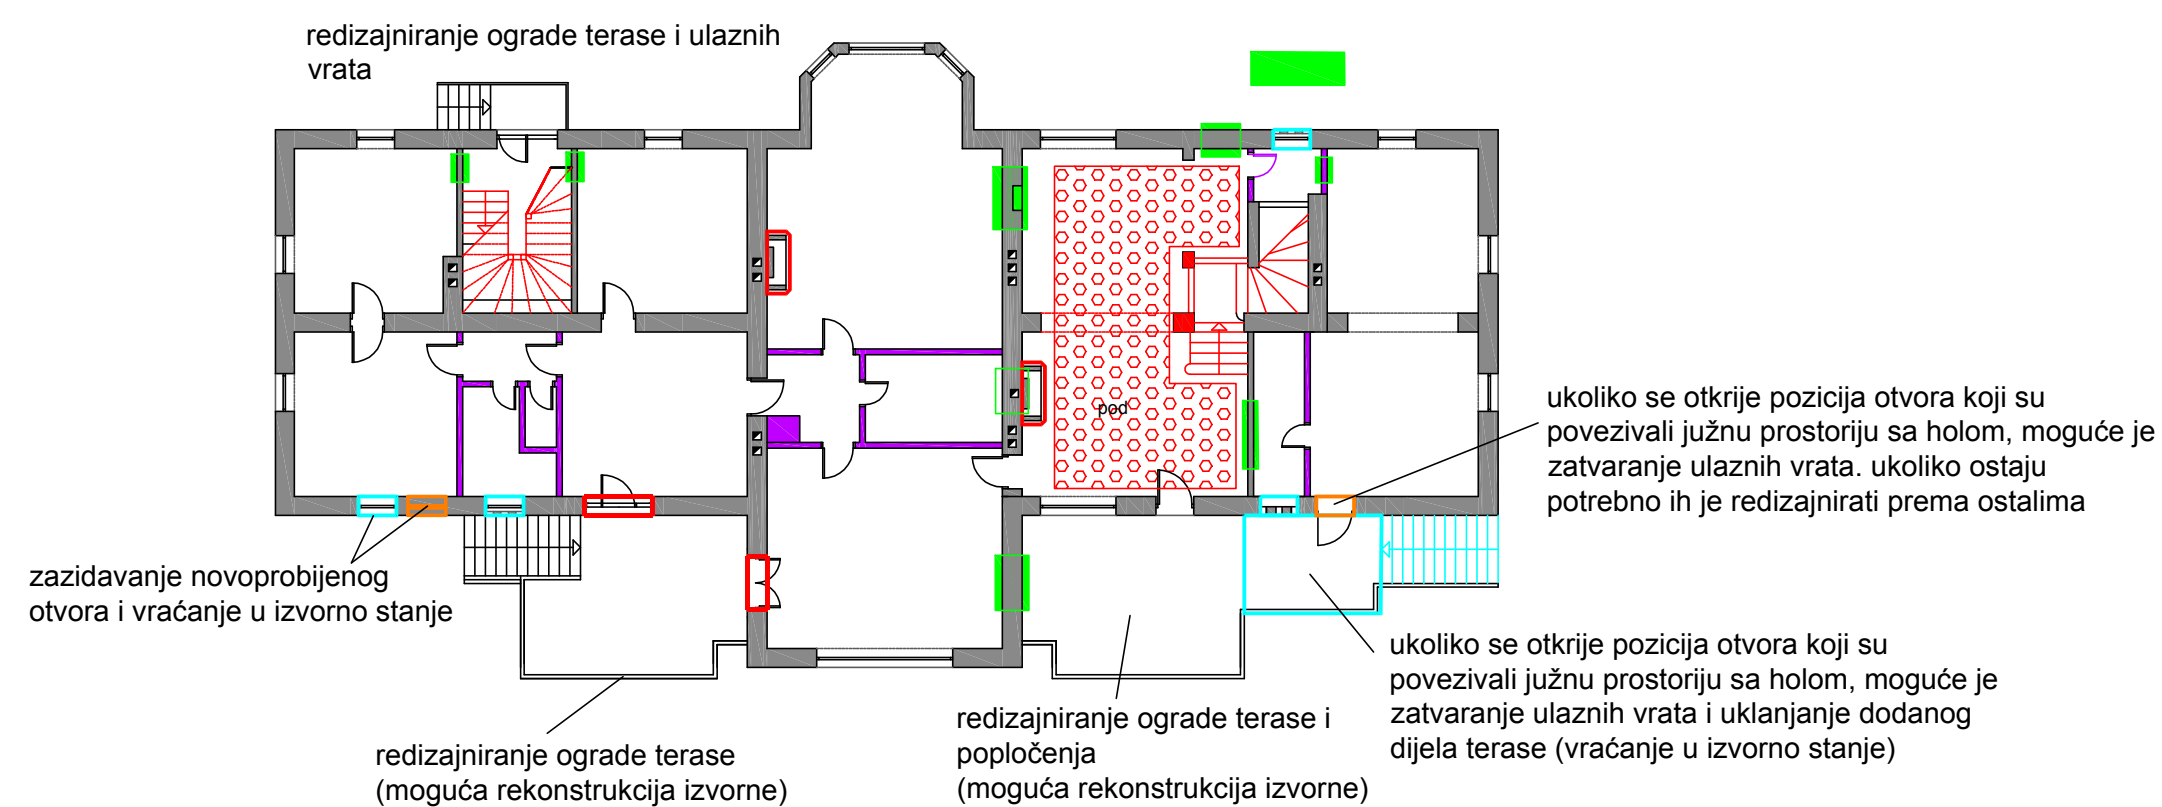 redizajniranje ograde terase i ulaznih
vrata
pod
ukoliko se otkrije pozicija otvora koji su
povezivali južnu prostoriju sa holom, moguće je
zatvaranje ulaznih vrata. ukoliko ostaju
potrebno ih je redizajnirati prema ostalima
zazidavanje novoprobijenog
otvora i vraćanje u izvorno stanje
ukoliko se otkrije pozicija otvora koji su
povezivali južnu prostoriju sa holom, moguće je
zatvaranje ulaznih vrata i uklanjanje dodanog
dijela terase (vraćanje u izvorno stanje)
redizajniranje ograde terase i
popločenja
(moguća rekonstrukcija izvorne)
redizajniranje ograde terase
(moguća rekonstrukcija izvorne)